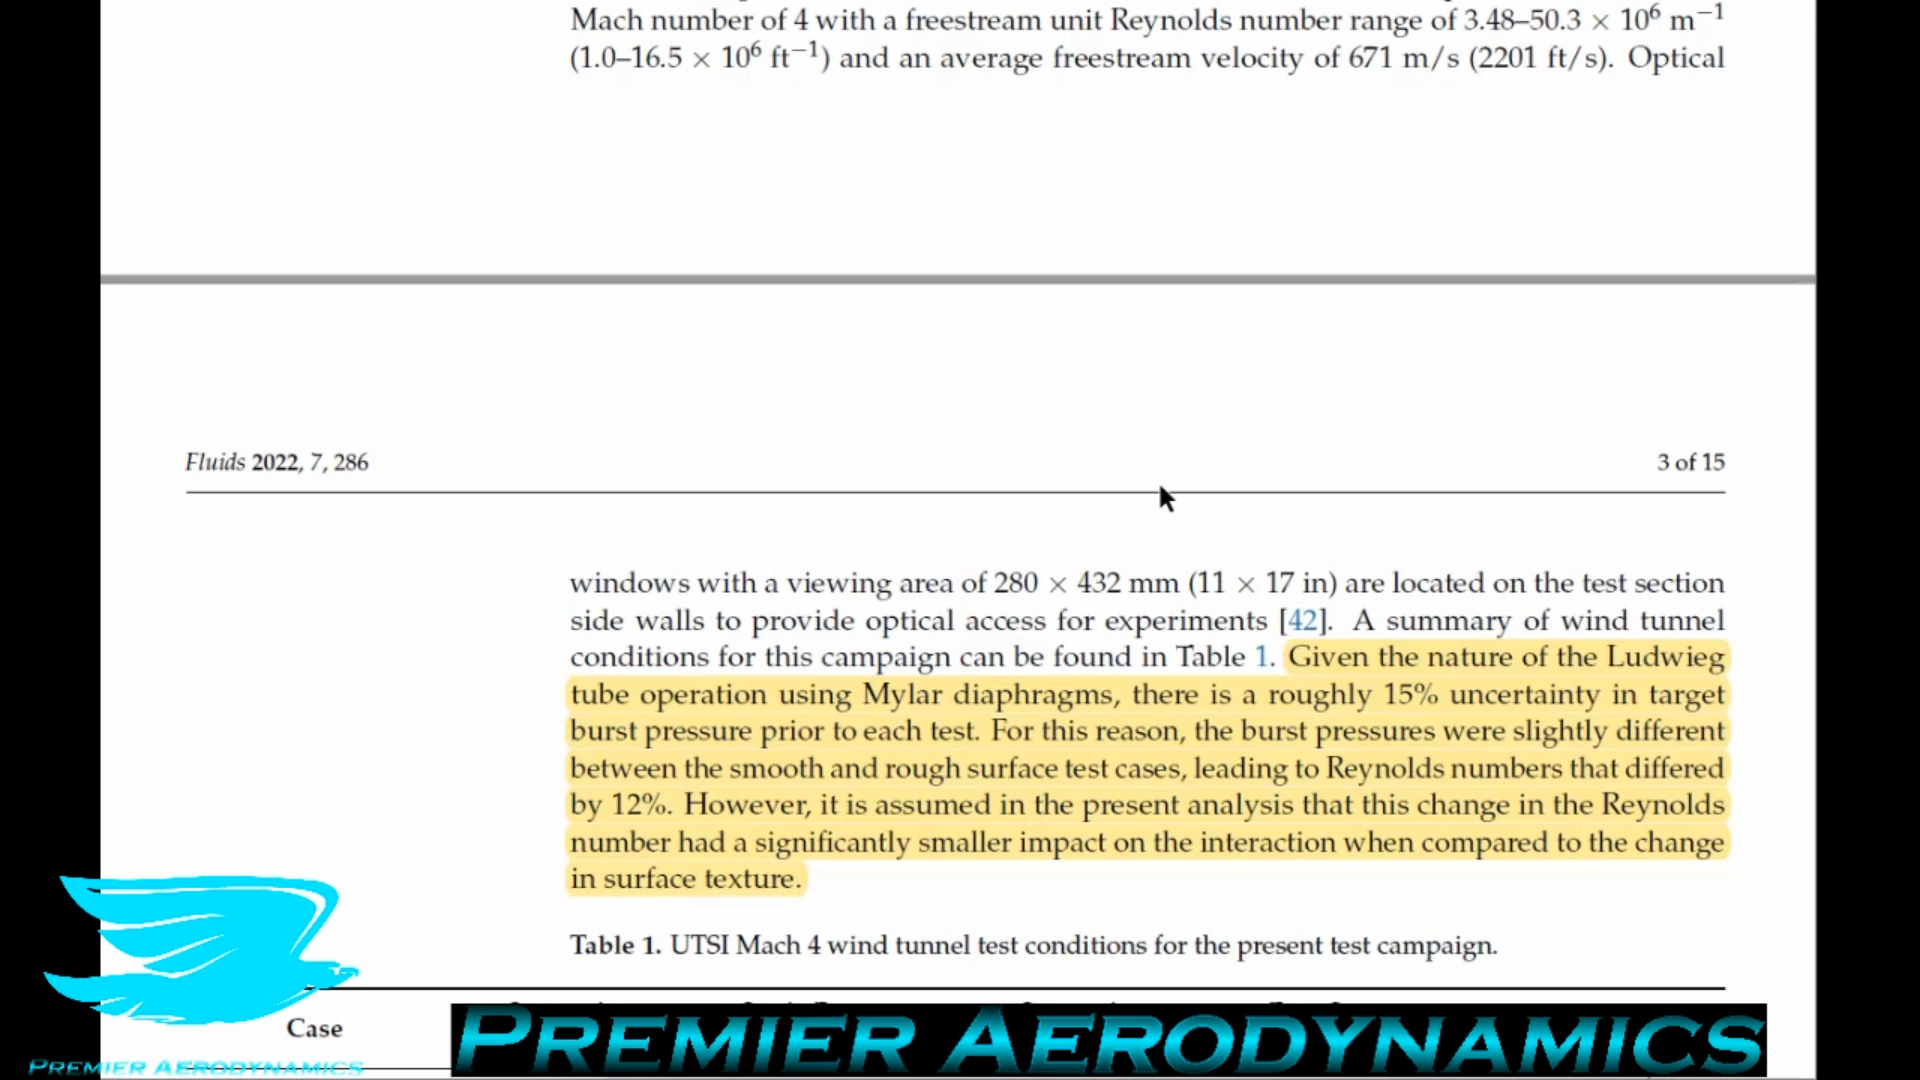 Mach number of 4 with a freestream unit Reynolds number range of 3.48–50.3 × 10⁶ m⁻¹
(1.0–16.5 × 10⁶ ft⁻¹) and an average freestream velocity of 671 m/s (2201 ft/s). Optical
Fluids 2022, 7, 286
3 of 15
windows with a viewing area of 280 × 432 mm (11 × 17 in) are located on the test section
side walls to provide optical access for experiments [42]. A summary of wind tunnel
conditions for this campaign can be found in Table 1. Given the nature of the Ludwieg
tube operation using Mylar diaphragms, there is a roughly 15% uncertainty in target
burst pressure prior to each test. For this reason, the burst pressures were slightly different
between the smooth and rough surface test cases, leading to Reynolds numbers that differed
by 12%. However, it is assumed in the present analysis that this change in the Reynolds
number had a significantly smaller impact on the interaction when compared to the change
in surface texture.
Table 1. UTSI Mach 4 wind tunnel test conditions for the present test campaign.
Case
PREMIER AERODYNAMICS
PREMIER AERODYNAMICS